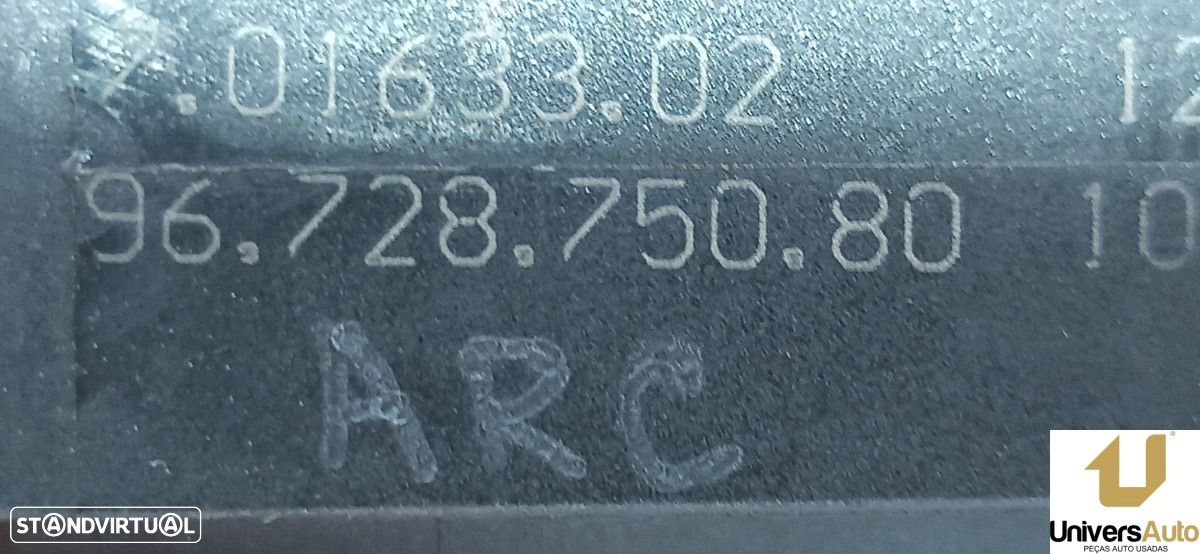 7.01633.02 12
96.728.750.80 10
ARC
STANDVIRTUAL
UniversAuto
PEÇAS AUTO USADAS